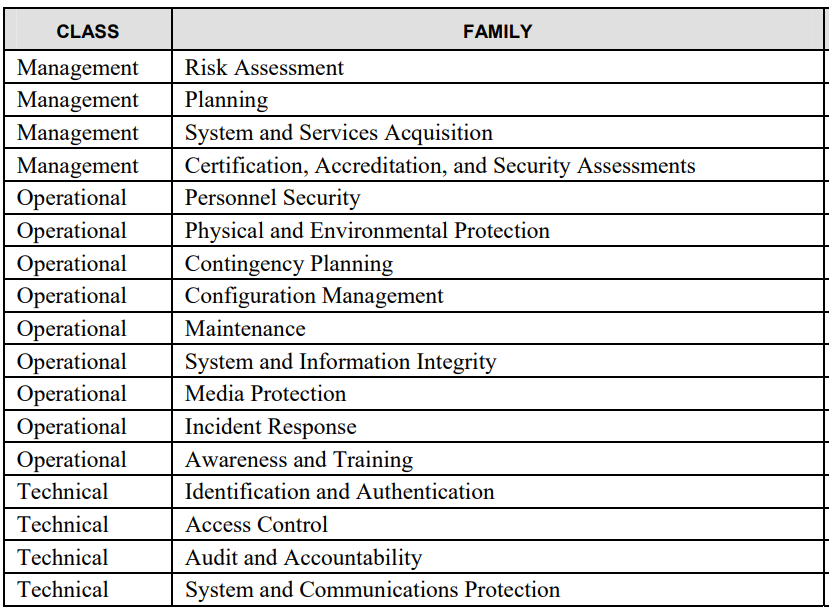 CLASS FAMILY
Management Risk Assessment
Management Planning
Management System and Services Acquisition
Management Certification, Accreditation, and Security Assessments
Operational Personnel Security
Operational Physical and Environmental Protection
Operational Contingency Planning
Operational Configuration Management
Operational Maintenance
Operational System and Information Integrity
Operational Media Protection
Operational Incident Response
Operational Awareness and Training
Technical Identification and Authentication
Technical Access Control
Technical Audit and Accountability
Technical System and Communications Protection